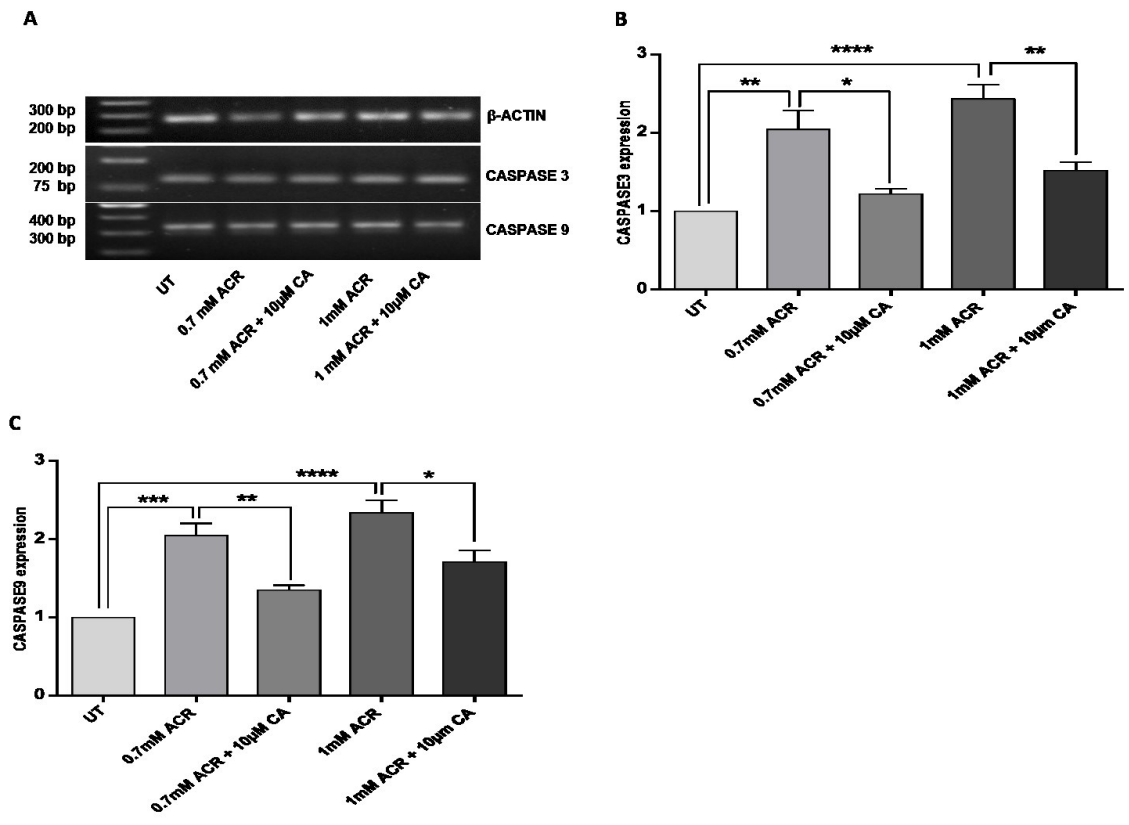 A
300 bp
200 bp
β-ACTIN
200 bp
75 bp
CASPASE 3
400 bp
300 bp
CASPASE 9
UT
0.7 mM ACR
0.7 mM ACR + 10µM CA
1mM ACR
1 mM ACR + 10µM CA
B
CASPASE3 expression
3
2
1
0
****
**
**
*
UT
0.7mM ACR
0.7mM ACR + 10µM CA
1mM ACR
1mM ACR + 10µm CA
C
CASPASE9 expression
3
2
1
0
****
*
***
**
UT
0.7mM ACR
0.7mM ACR + 10µM CA
1mM ACR
1mM ACR + 10µm CA